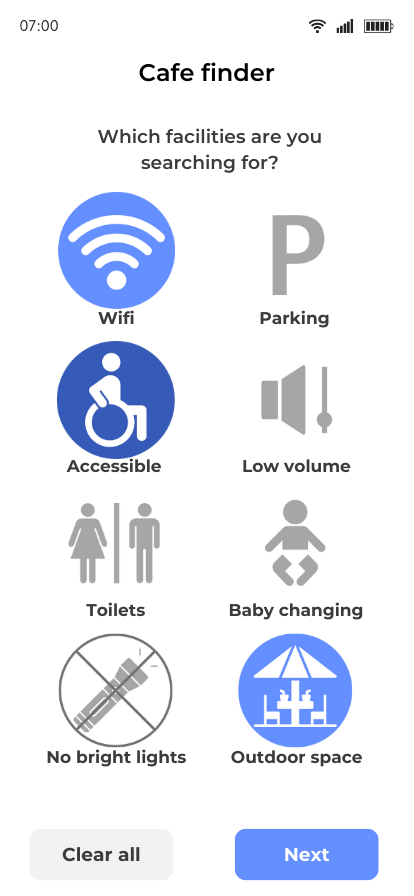 07:00
Cafe finder
Which facilities are you
searching for?
P
Wifi
Parking
Accessible
Low volume
Toilets
Baby changing
No bright lights
Outdoor space
Clear all
Next